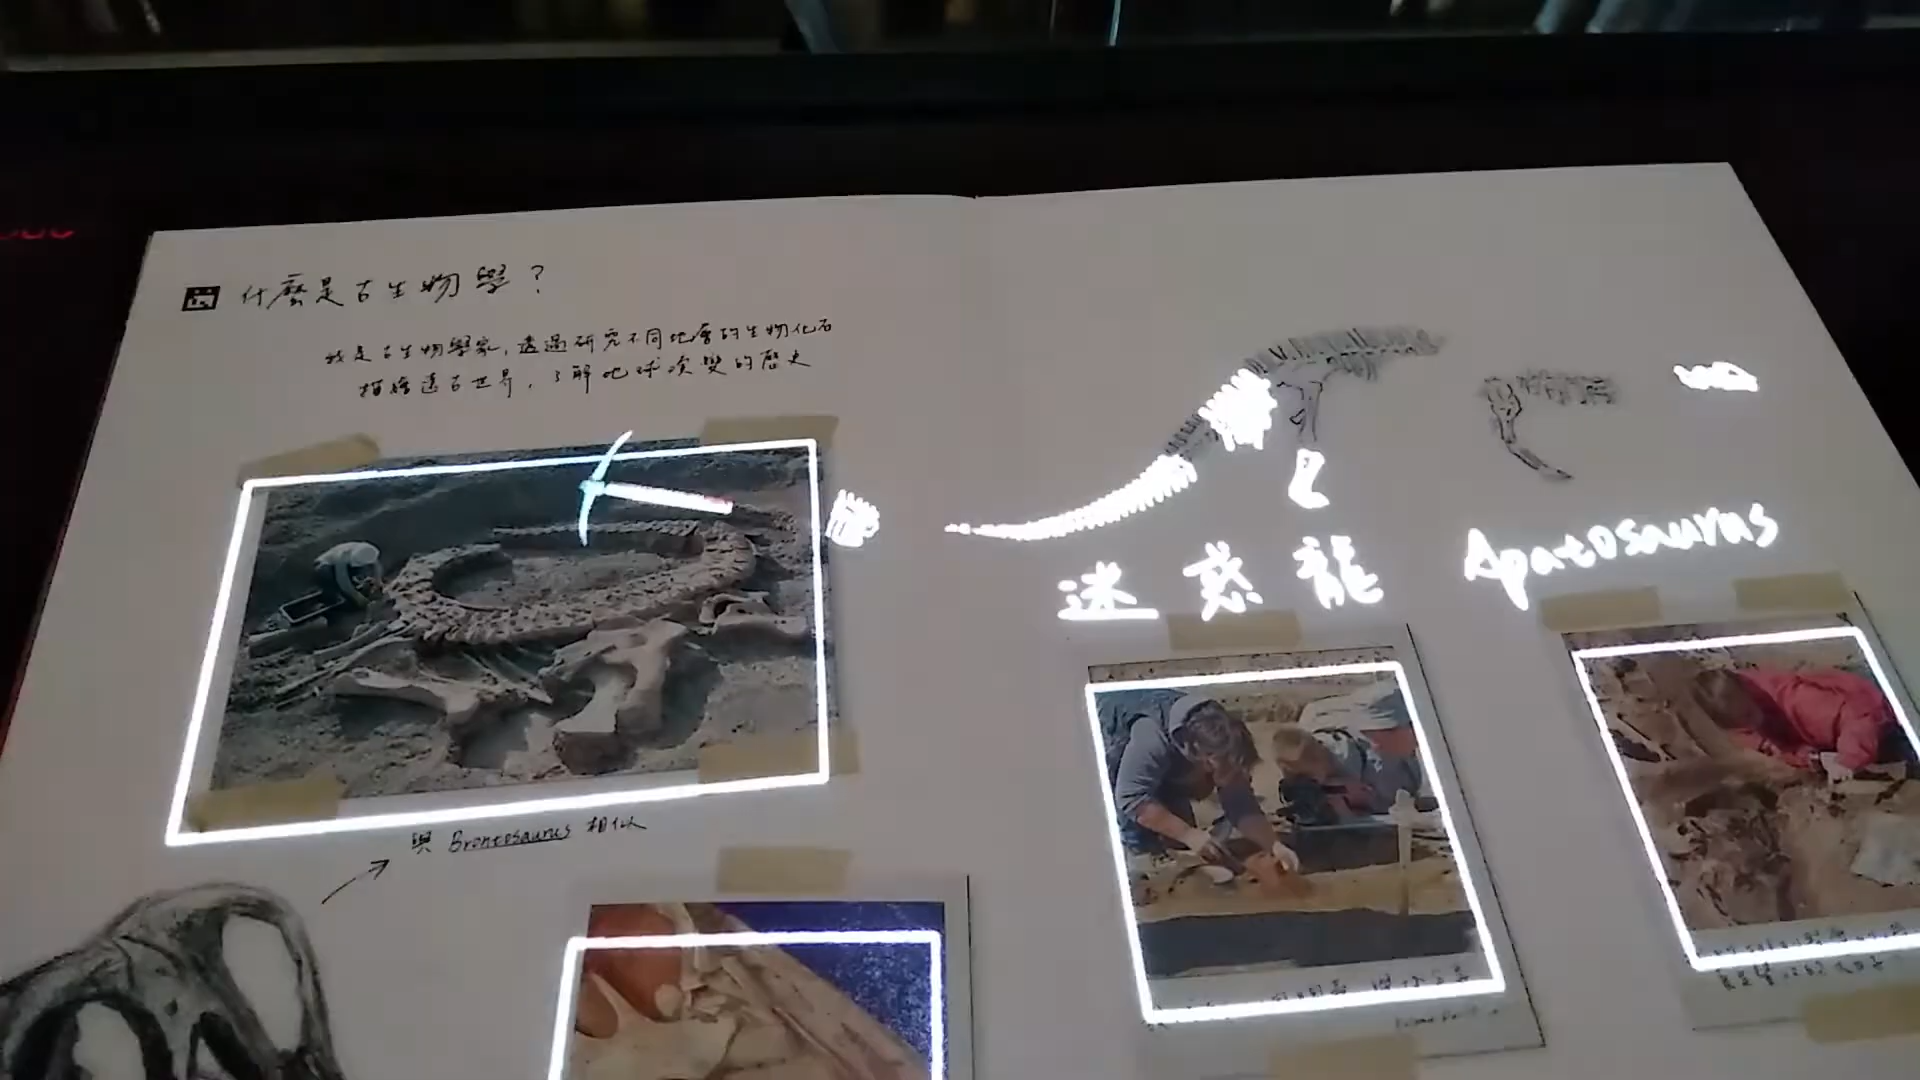 什麼是古生物學？
我是古生物學家，透過研究不同地層的生物化石
描繪遠古世界，了解地球演變的歷史
迷惑龍 Apatosaurus
與 Brontosaurus 相似